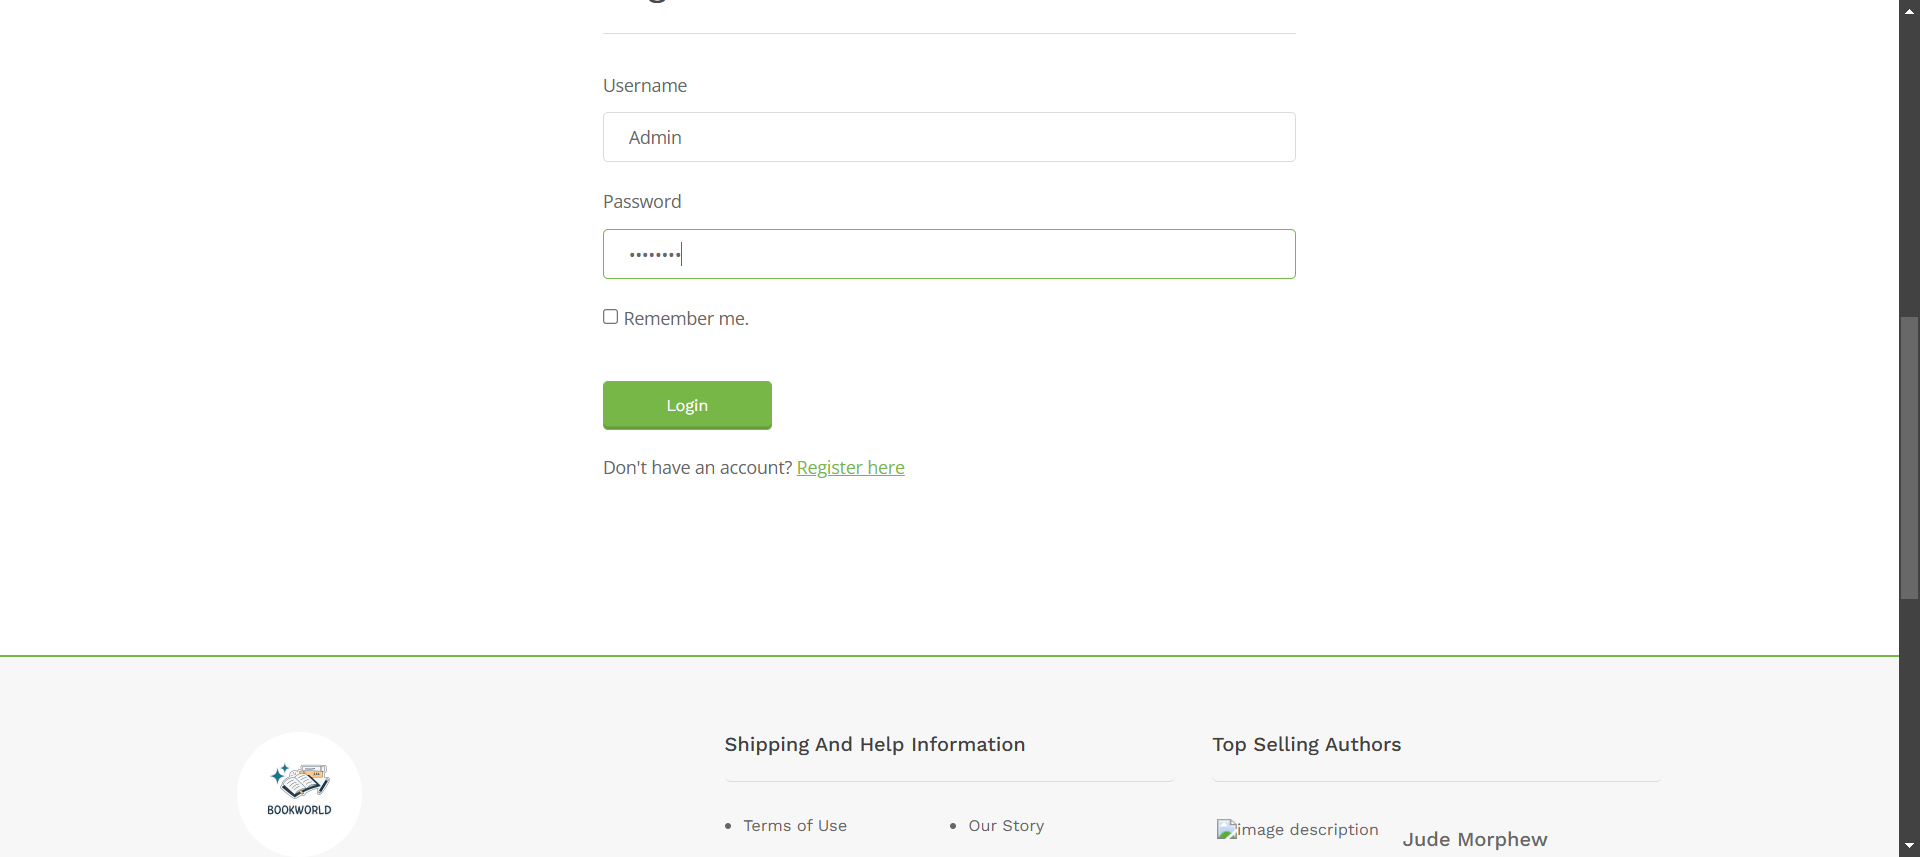 Username
Admin
Password
••••••••
Remember me.
Login
Don't have an account? Register here
BOOKWORLD
Shipping And Help Information
Terms of Use
Our Story
Top Selling Authors
image description
Jude Morphew